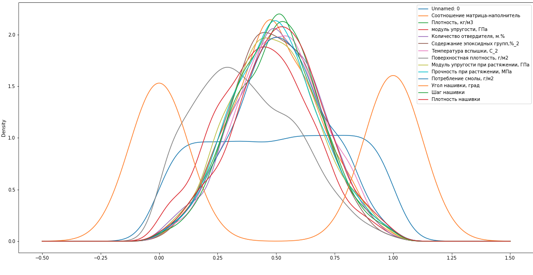 Unnamed: 0
Соотношение матрица-наполнитель
Плотность, кг/м3
модуль упругости, ГПа
Количество отвердителя, м.%
Содержание эпоксидных групп,%_2
Температура вспышки, С_2
Поверхностная плотность, г/м2
Модуль упругости при растяжении, ГПа
Прочность при растяжении, МПа
Потребление смолы, г/м2
Угол нашивки, град
Шаг нашивки
Плотность нашивки
2.0
1.5
Density
1.0
0.5
0.0
-0.50
-0.25
0.00
0.25
0.50
0.75
1.00
1.25
1.50